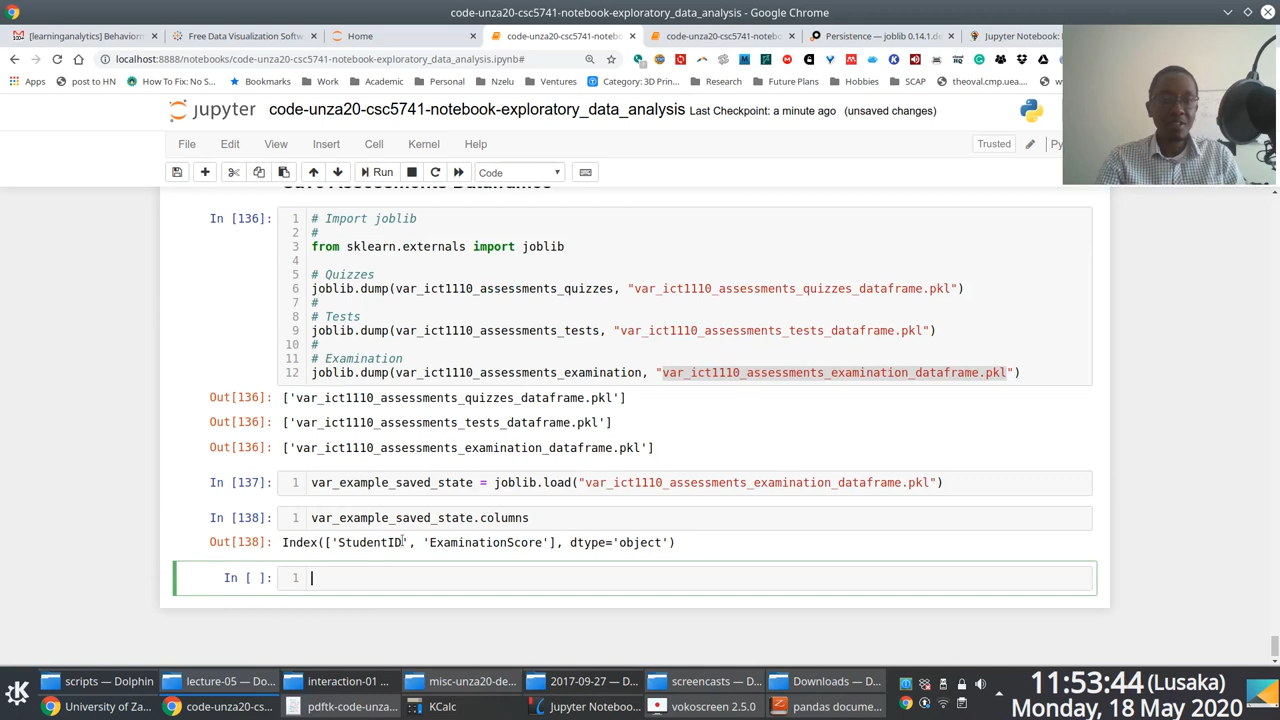 code-unza20-csc5741-notebook-exploratory_data_analysis - Google Chrome
[learninganalytics] Behaviorm
Free Data Visualization Softw
Home
code-unza20-csc5741-notebook-e
code-unza20-csc5741-notebook-e
Persistence — joblib 0.14.1.de
Jupyter Notebook:
localhost:8888/notebooks/code-unza20-csc5741-notebook-exploratory_data_analysis.ipynb#
Apps
post to HN
How To Fix: No S
Bookmarks
Work
Academic
Personal
Nzelu
Ventures
Category: 3D Prin
Research
Future Plans
Hobbies
SCAP
theoval.cmp.uea
jupyter
code-unza20-csc5741-notebook-exploratory_data_analysis Last Checkpoint: a minute ago (unsaved changes)
File Edit View Insert Cell Kernel Help
Trusted
Run
Code
Save Assessments Dataframes
In [136]:
1 # Import joblib
2 #
3 from sklearn.externals import joblib
4
5 # Quizzes
6 joblib.dump(var_ict1110_assessments_quizzes, "var_ict1110_assessments_quizzes_dataframe.pkl")
7 #
8 # Tests
9 joblib.dump(var_ict1110_assessments_tests, "var_ict1110_assessments_tests_dataframe.pkl")
10 #
11 # Examination
12 joblib.dump(var_ict1110_assessments_examination, "var_ict1110_assessments_examination_dataframe.pkl")
Out[136]: ['var_ict1110_assessments_quizzes_dataframe.pkl']
Out[136]: ['var_ict1110_assessments_tests_dataframe.pkl']
Out[136]: ['var_ict1110_assessments_examination_dataframe.pkl']
In [137]: 1 var_example_saved_state = joblib.load("var_ict1110_assessments_examination_dataframe.pkl")
In [138]: 1 var_example_saved_state.columns
Out[138]: Index(['StudentID', 'ExaminationScore'], dtype='object')
In [ ]: 1
scripts — Dolphin
lecture-05 — Do...
interaction-01 ...
misc-unza20-de...
2017-09-27 — D...
screencasts — D...
Downloads — D...
University of Za...
code-unza20-cs...
pdftk-code-unza...
KCalc
Jupyter Noteboo...
vokoscreen 2.5.0
pandas docume...
11:53:44 (Lusaka)
Monday, 18 May 2020